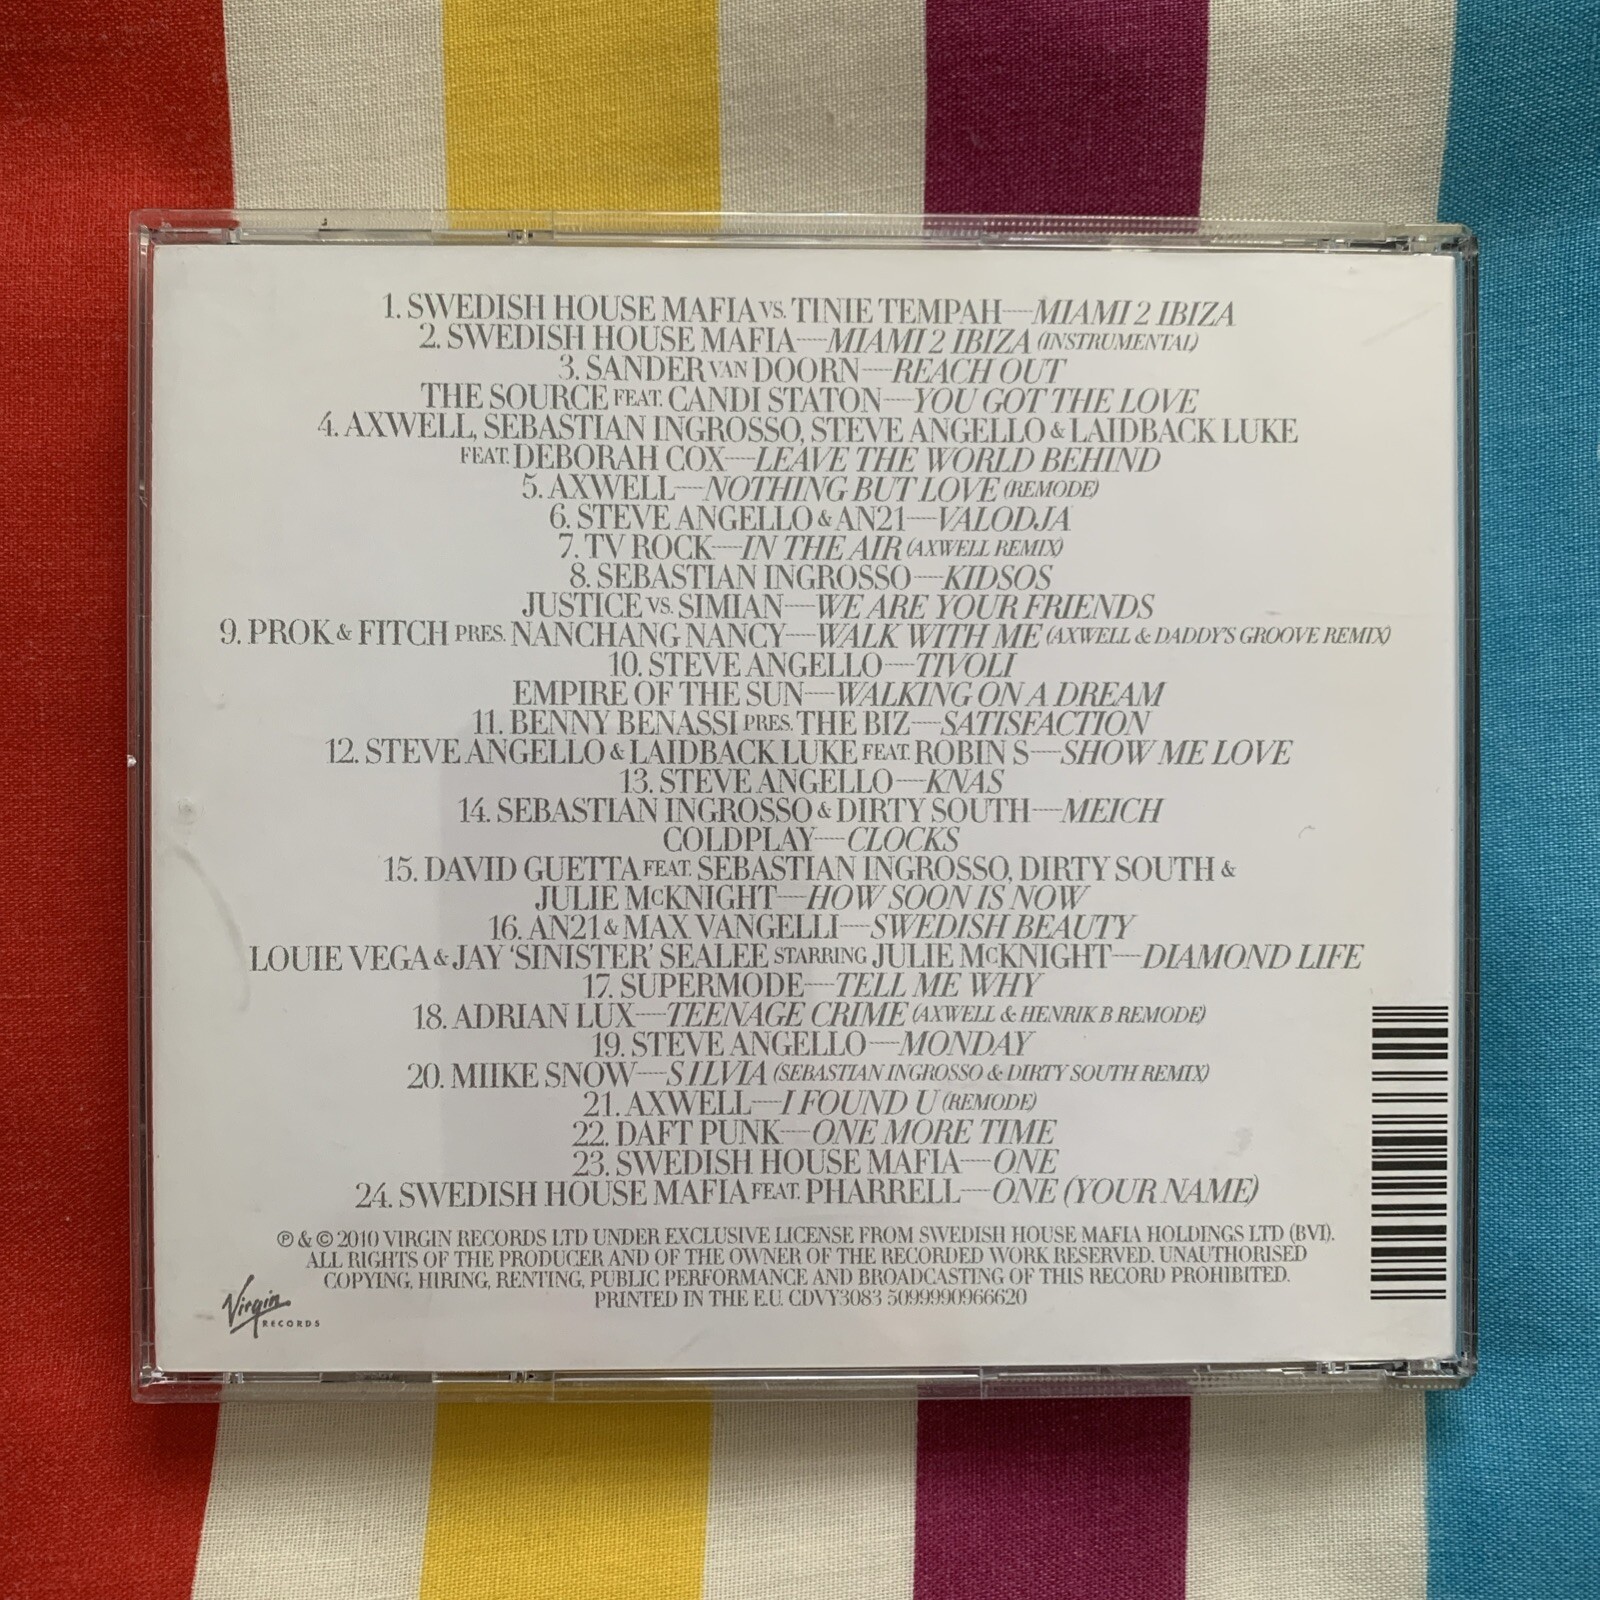 1. SWEDISH HOUSE MAFIA VS. TINIE TEMPAH—MIAMI 2 IBIZA
2. SWEDISH HOUSE MAFIA—MIAMI 2 IBIZA (INSTRUMENTAL)
3. SANDER VAN DOORN—REACH OUT
THE SOURCE FEAT. CANDI STATON—YOU GOT THE LOVE
4. AXWELL, SEBASTIAN INGROSSO, STEVE ANGELLO & LAIDBACK LUKE
FEAT. DEBORAH COX—LEAVE THE WORLD BEHIND
5. AXWELL—NOTHING BUT LOVE (REMODE)
6. STEVE ANGELLO & AN21—VALODJA
7. TV ROCK—IN THE AIR (AXWELL REMIX)
8. SEBASTIAN INGROSSO—KIDSOS
JUSTICE VS. SIMIAN—WE ARE YOUR FRIENDS
9. PROK & FITCH PRES. NANCHANG NANCY—WALK WITH ME (AXWELL & DADDY'S GROOVE REMIX)
10. STEVE ANGELLO—TIVOLI
EMPIRE OF THE SUN—WALKING ON A DREAM
11. BENNY BENASSI PRES. THE BIZ—SATISFACTION
12. STEVE ANGELLO & LAIDBACK LUKE FEAT. ROBIN S—SHOW ME LOVE
13. STEVE ANGELLO—KNAS
14. SEBASTIAN INGROSSO & DIRTY SOUTH—MEICH
COLDPLAY—CLOCKS
15. DAVID GUETTA FEAT. SEBASTIAN INGROSSO, DIRTY SOUTH &
JULIE McKNIGHT—HOW SOON IS NOW
16. AN21 & MAX VANGELLI—SWEDISH BEAUTY
LOUIE VEGA & JAY 'SINISTER' SEALEE STARRING JULIE McKNIGHT—DIAMOND LIFE
17. SUPERMODE—TELL ME WHY
18. ADRIAN LUX—TEENAGE CRIME (AXWELL & HENRIK B REMODE)
19. STEVE ANGELLO—MONDAY
20. MIIKE SNOW—SILVIA (SEBASTIAN INGROSSO & DIRTY SOUTH REMIX)
21. AXWELL—I FOUND U (REMODE)
22. DAFT PUNK—ONE MORE TIME
23. SWEDISH HOUSE MAFIA—ONE
24. SWEDISH HOUSE MAFIA FEAT. PHARRELL—ONE (YOUR NAME)
℗ & © 2010 VIRGIN RECORDS LTD UNDER EXCLUSIVE LICENSE FROM SWEDISH HOUSE MAFIA HOLDINGS LTD (BVI).
ALL RIGHTS OF THE PRODUCER AND OF THE OWNER OF THE RECORDED WORK RESERVED. UNAUTHORISED
COPYING, HIRING, RENTING, PUBLIC PERFORMANCE AND BROADCASTING OF THIS RECORD PROHIBITED.
PRINTED IN THE E.U. CDVY3083 5099990966620
Virgin
RECORDS